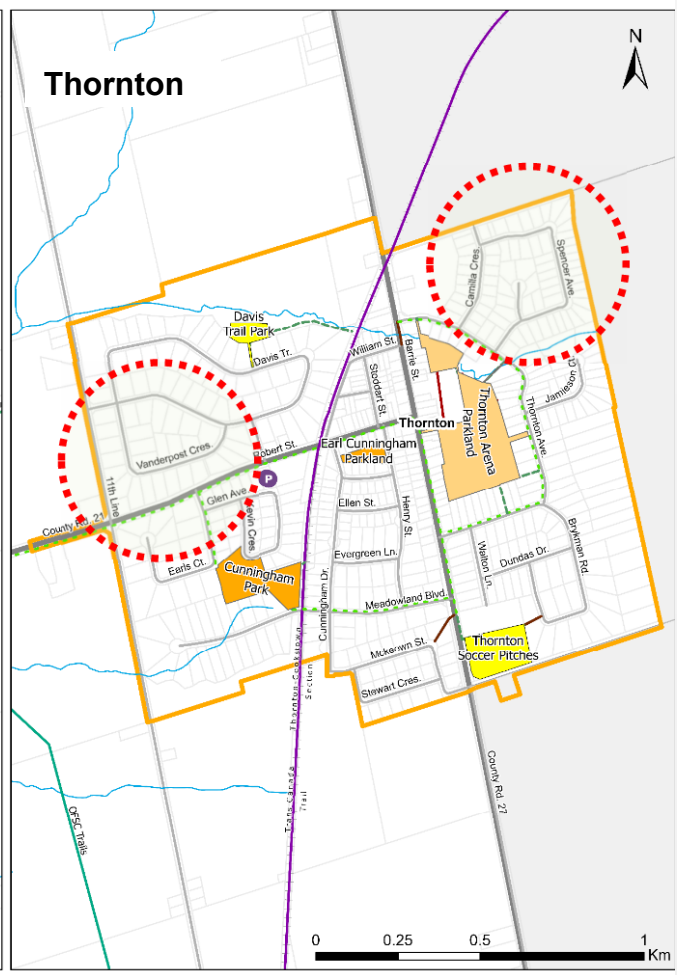 N
Thornton
Camilla Cres.
Spencer Ave.
Davis
Trail Park
Davis Tr.
William St.
Barrie St.
Stoddart St.
Jamieson Cr.
Thornton Arena
Parkland
Thornton Ave.
Thornton
Vanderpost Cres.
Robert St.
Earl Cunningham
Parkland
11th Line
P
Glen Ave.
County Rd. 21
Kevin Cres.
Ellen St.
Henry St.
Evergreen Ln.
Earls Ct.
Cunningham
Park
Cunningham Dr.
Walton Ln.
Dundas Dr.
Brykman Rd.
Meadowland Blvd.
Mckerwn St.
Thornton
Soccer Pitches
Stewart Cres.
Thornton-Cookstown
Section
Trans Canada
Trail
County Rd. 27
OFSC Trails
0
0.25
0.5
1
Km